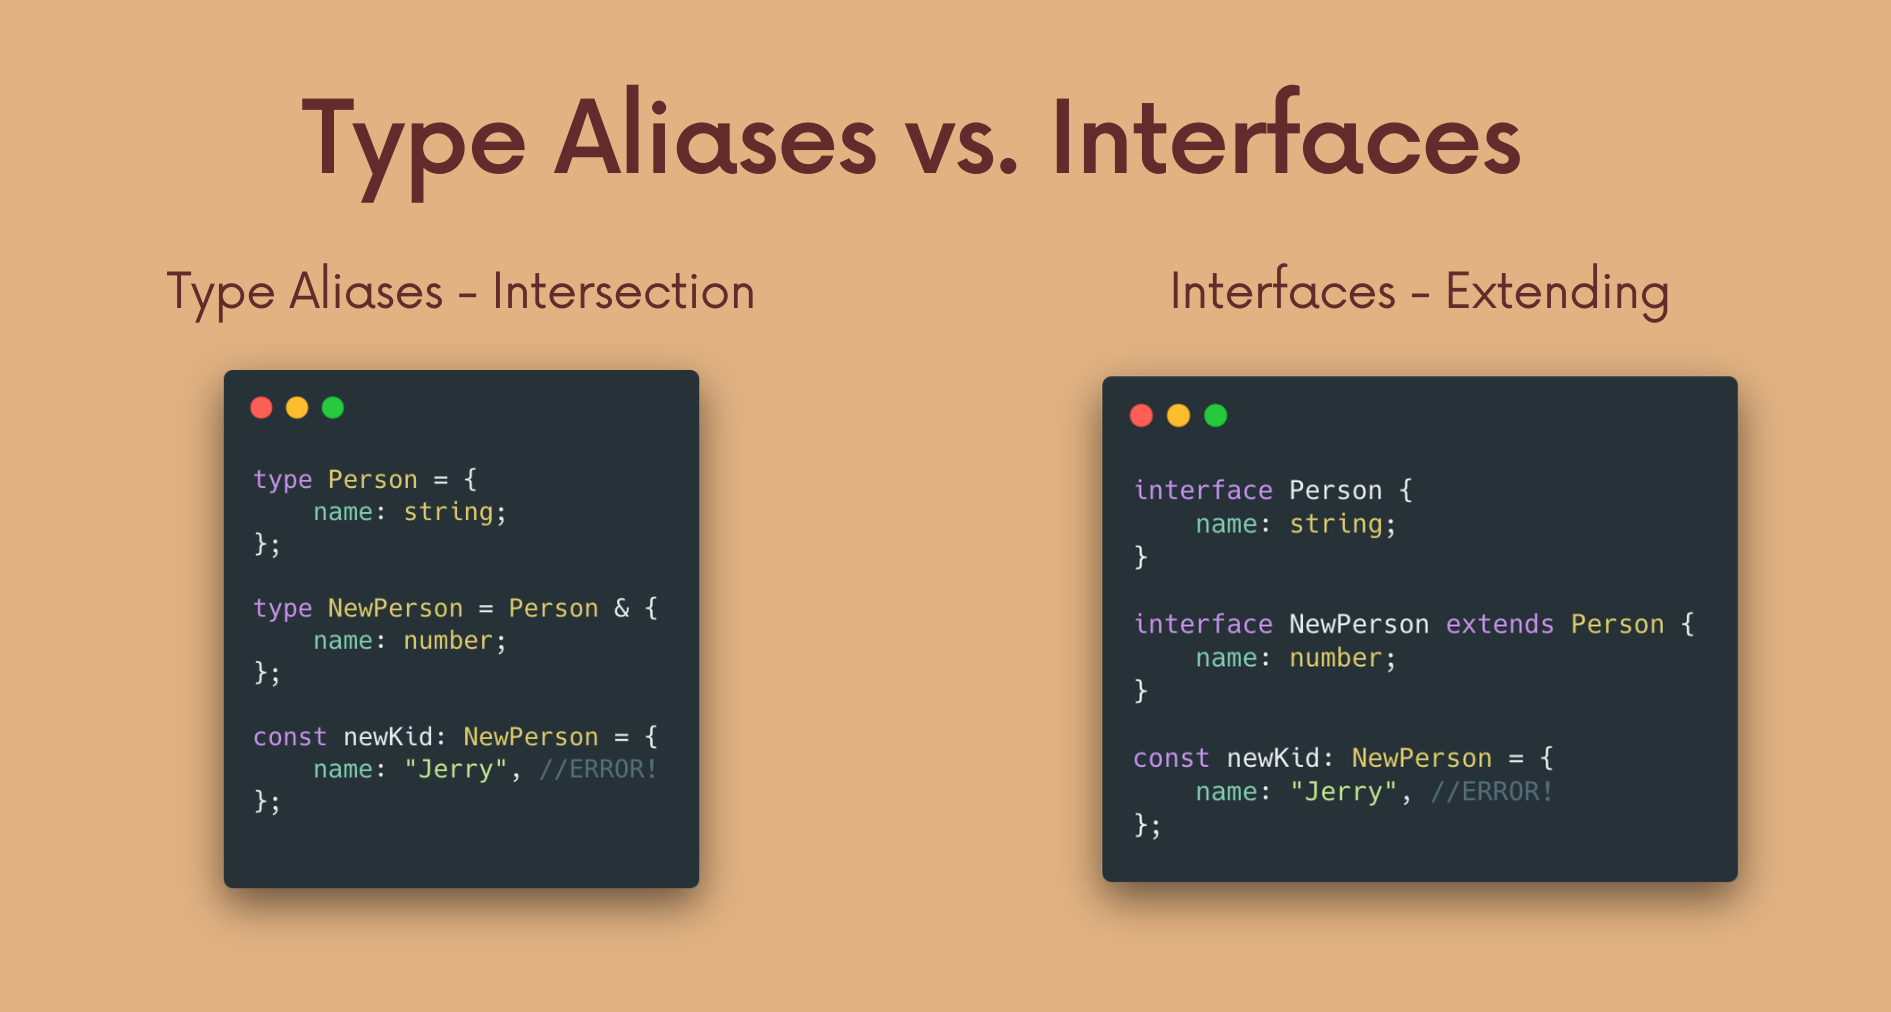 Type Aliases vs. Interfaces
Type Aliases - Intersection
type Person = {
    name: string;
};

type NewPerson = Person & {
    name: number;
};

const newKid: NewPerson = {
    name: "Jerry", //ERROR!
};

Interfaces - Extending
interface Person {
    name: string;
}

interface NewPerson extends Person {
    name: number;
}

const newKid: NewPerson = {
    name: "Jerry", //ERROR!
};